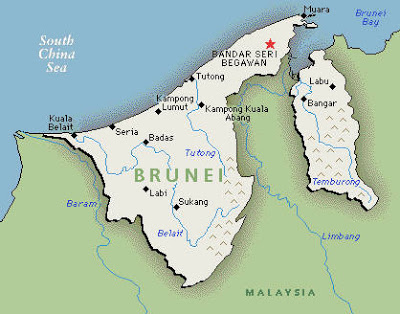 Muara
Brunei
Bay
South
China
Sea
BANDAR SERI
BEGAWAN
Tutong
Labu
Bangar
Kampong
Lumut
Kampong Kuala
Abang
Kuala
Belait
Seria
Badas
Tutong
BRUNEI
Temburong
Labi
Sukang
Baram
Belait
Limbang
MALAYSIA